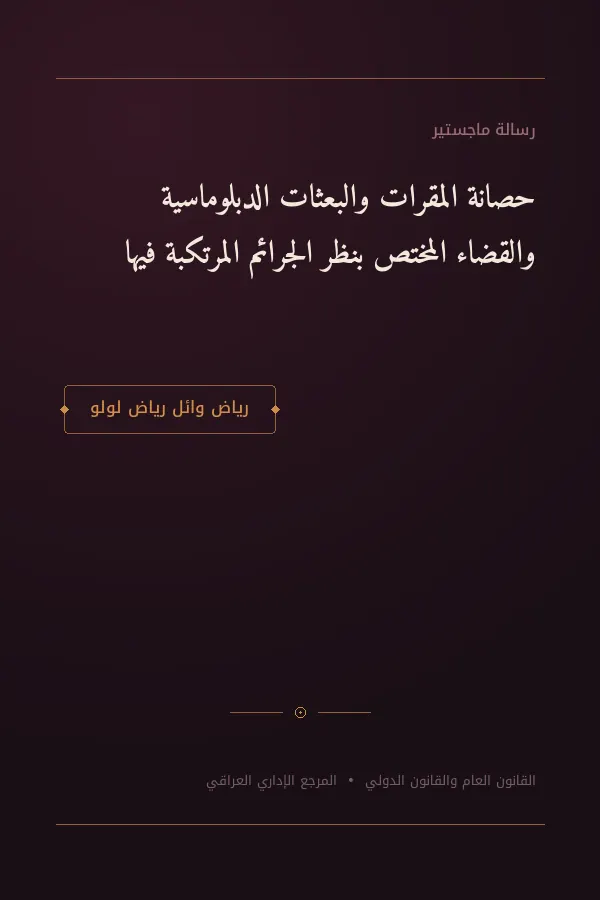 رسالة ماجستير
حصانة المقرات والبعثات الدبلوماسية
والقضاء المختص بنظر الجرائم المرتكبة فيها
رياض وائل رياض لولو
القانون العام والقانون الدولي • المرجع الإداري العراقي